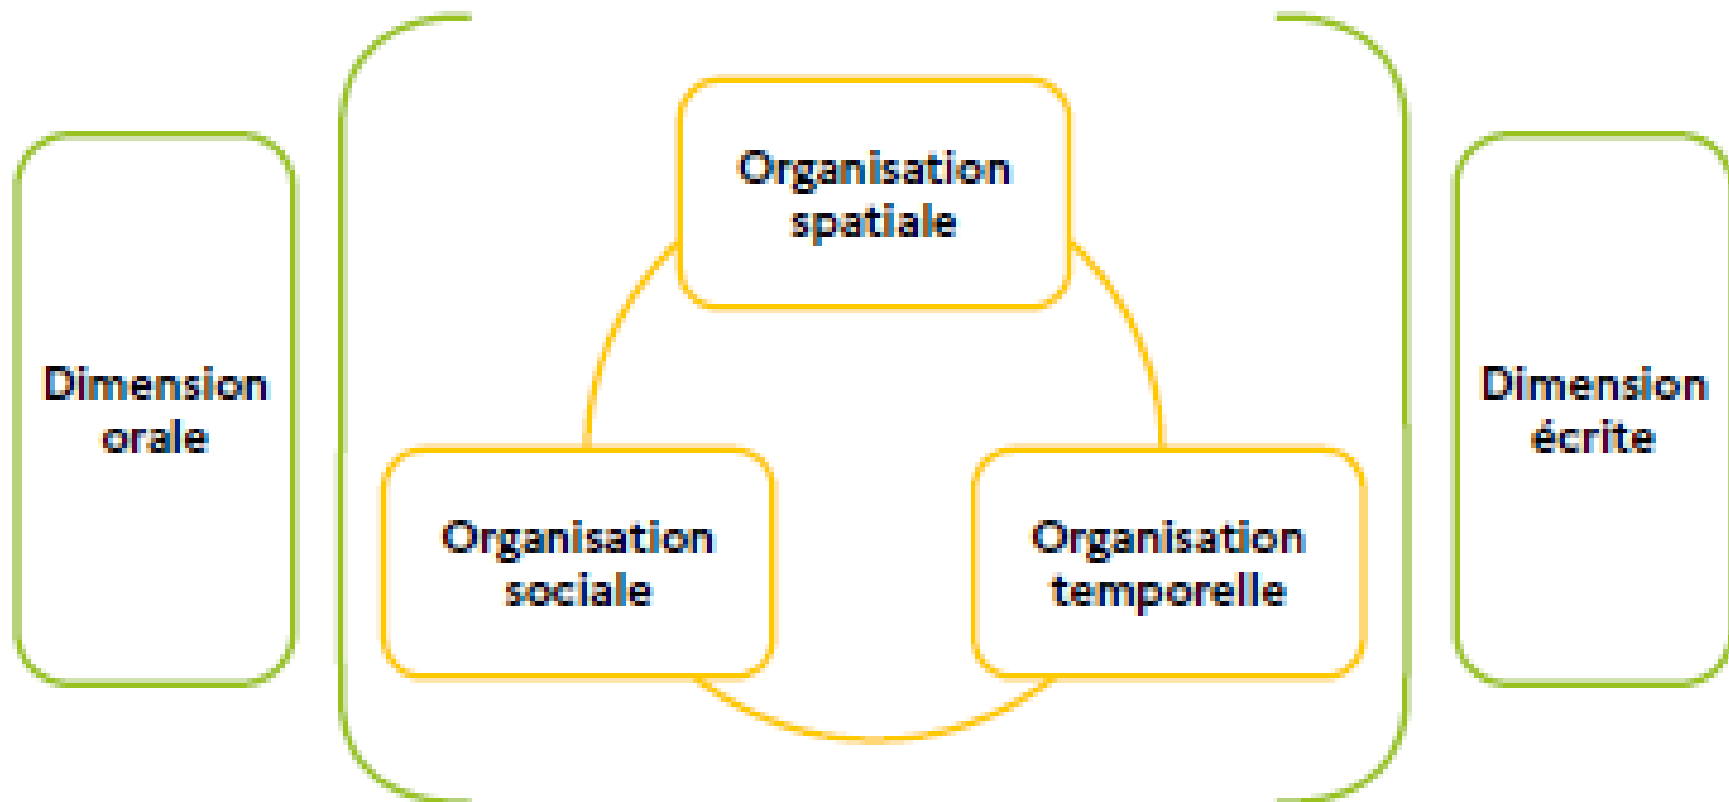 Organisation
spatiale
Dimension
orale
Dimension
écrite
Organisation
sociale
Organisation
temporelle